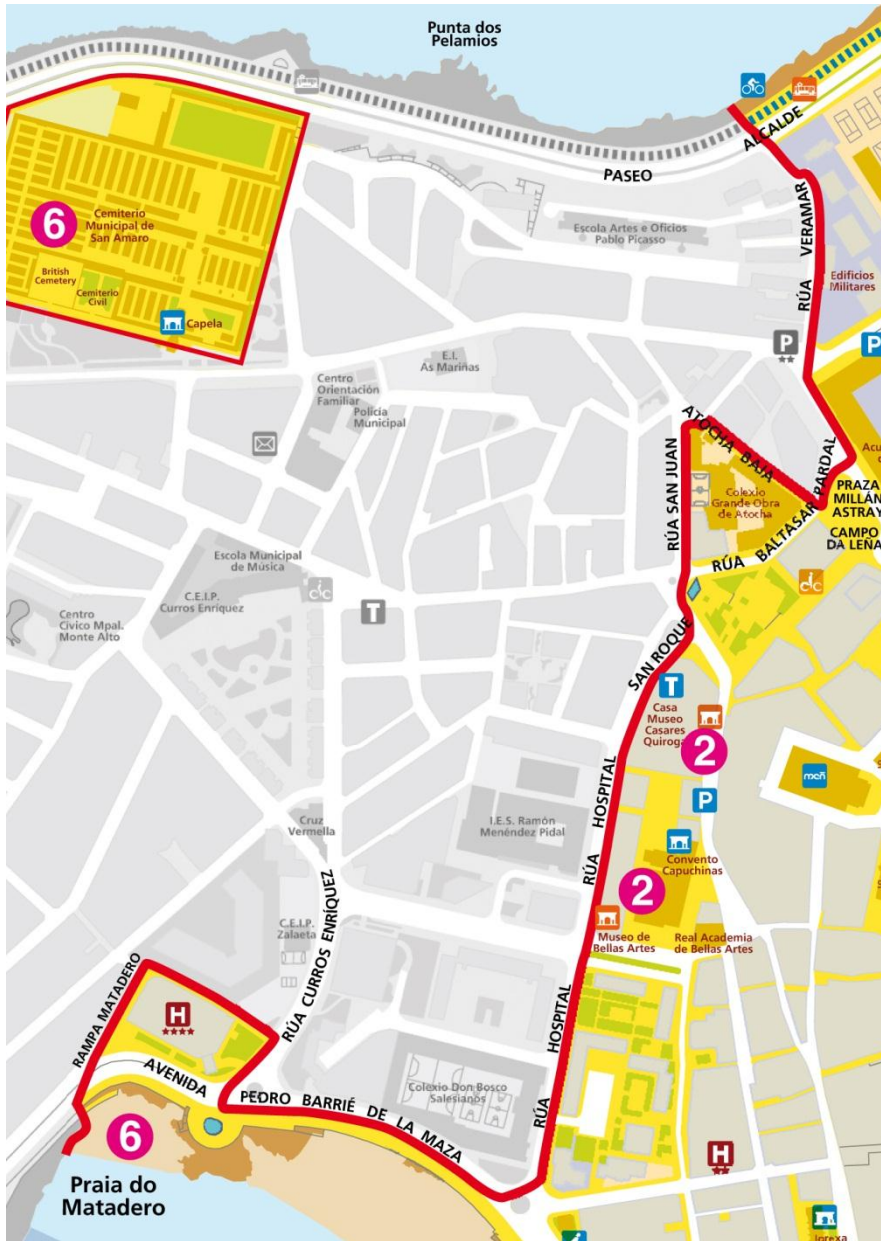 Punta dos
Pelamios
ALCALDE
PASEO
RÚA VERAMAR
Escola Artes e Oficios
Pablo Picasso
6
Cemiterio
Municipal de
San Amaro
British
Cemetery
Cemiterio
Civil
Capela
Edificios
Militares
P
P
E.I.
As Mariñas
Centro
Orientación
Familiar
Policía
Municipal
ATOCHA BAJA
RÚA SAN JUAN
Colexio
Grande Obra
de Atocha
RÚA BALTASAR PARDAL
PRAZA
MILLÁN
ASTRAY
CAMPO
DA LEÑA
Escola Municipal
de Música
C.E.I.P.
Curros Enríquez
Centro
Cívico Mpal.
Monte Alto
T
SAN ROQUE
T
Casa
Museo
Casares
Quiroga
2
mcñ
P
RÚA HOSPITAL
Cruz
Vermella
I.E.S. Ramón
Menéndez Pidal
Convento
Capuchinas
2
Museo de
Bellas Artes
Real Academia
de Bellas Artes
C.E.I.P.
Zalaeta
RÚA CURROS ENRÍQUEZ
RAMPA MATADERO
H
RÚA HOSPITAL
AVENIDA PEDRO BARRIÉ DE LA MAZA
Colexio Don Bosco
Salesianos
6
Praia do
Matadero
H
Igrexa